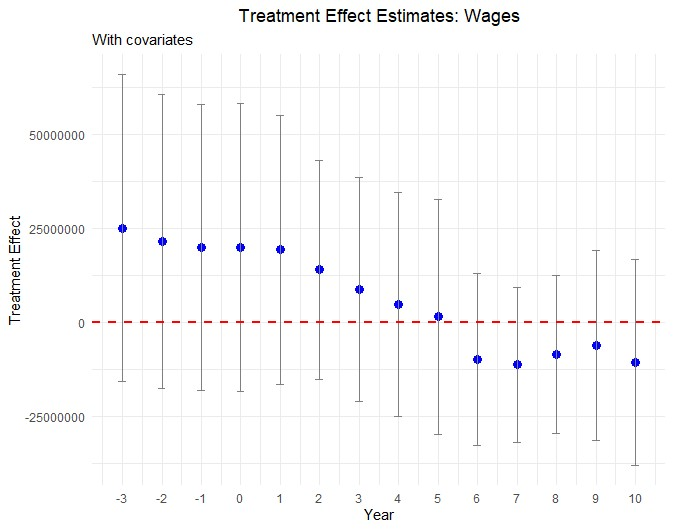 Treatment Effect Estimates: Wages
With covariates
Treatment Effect
50000000
25000000
0
-25000000
-3 -2 -1 0 1 2 3 4 5 6 7 8 9 10
Year